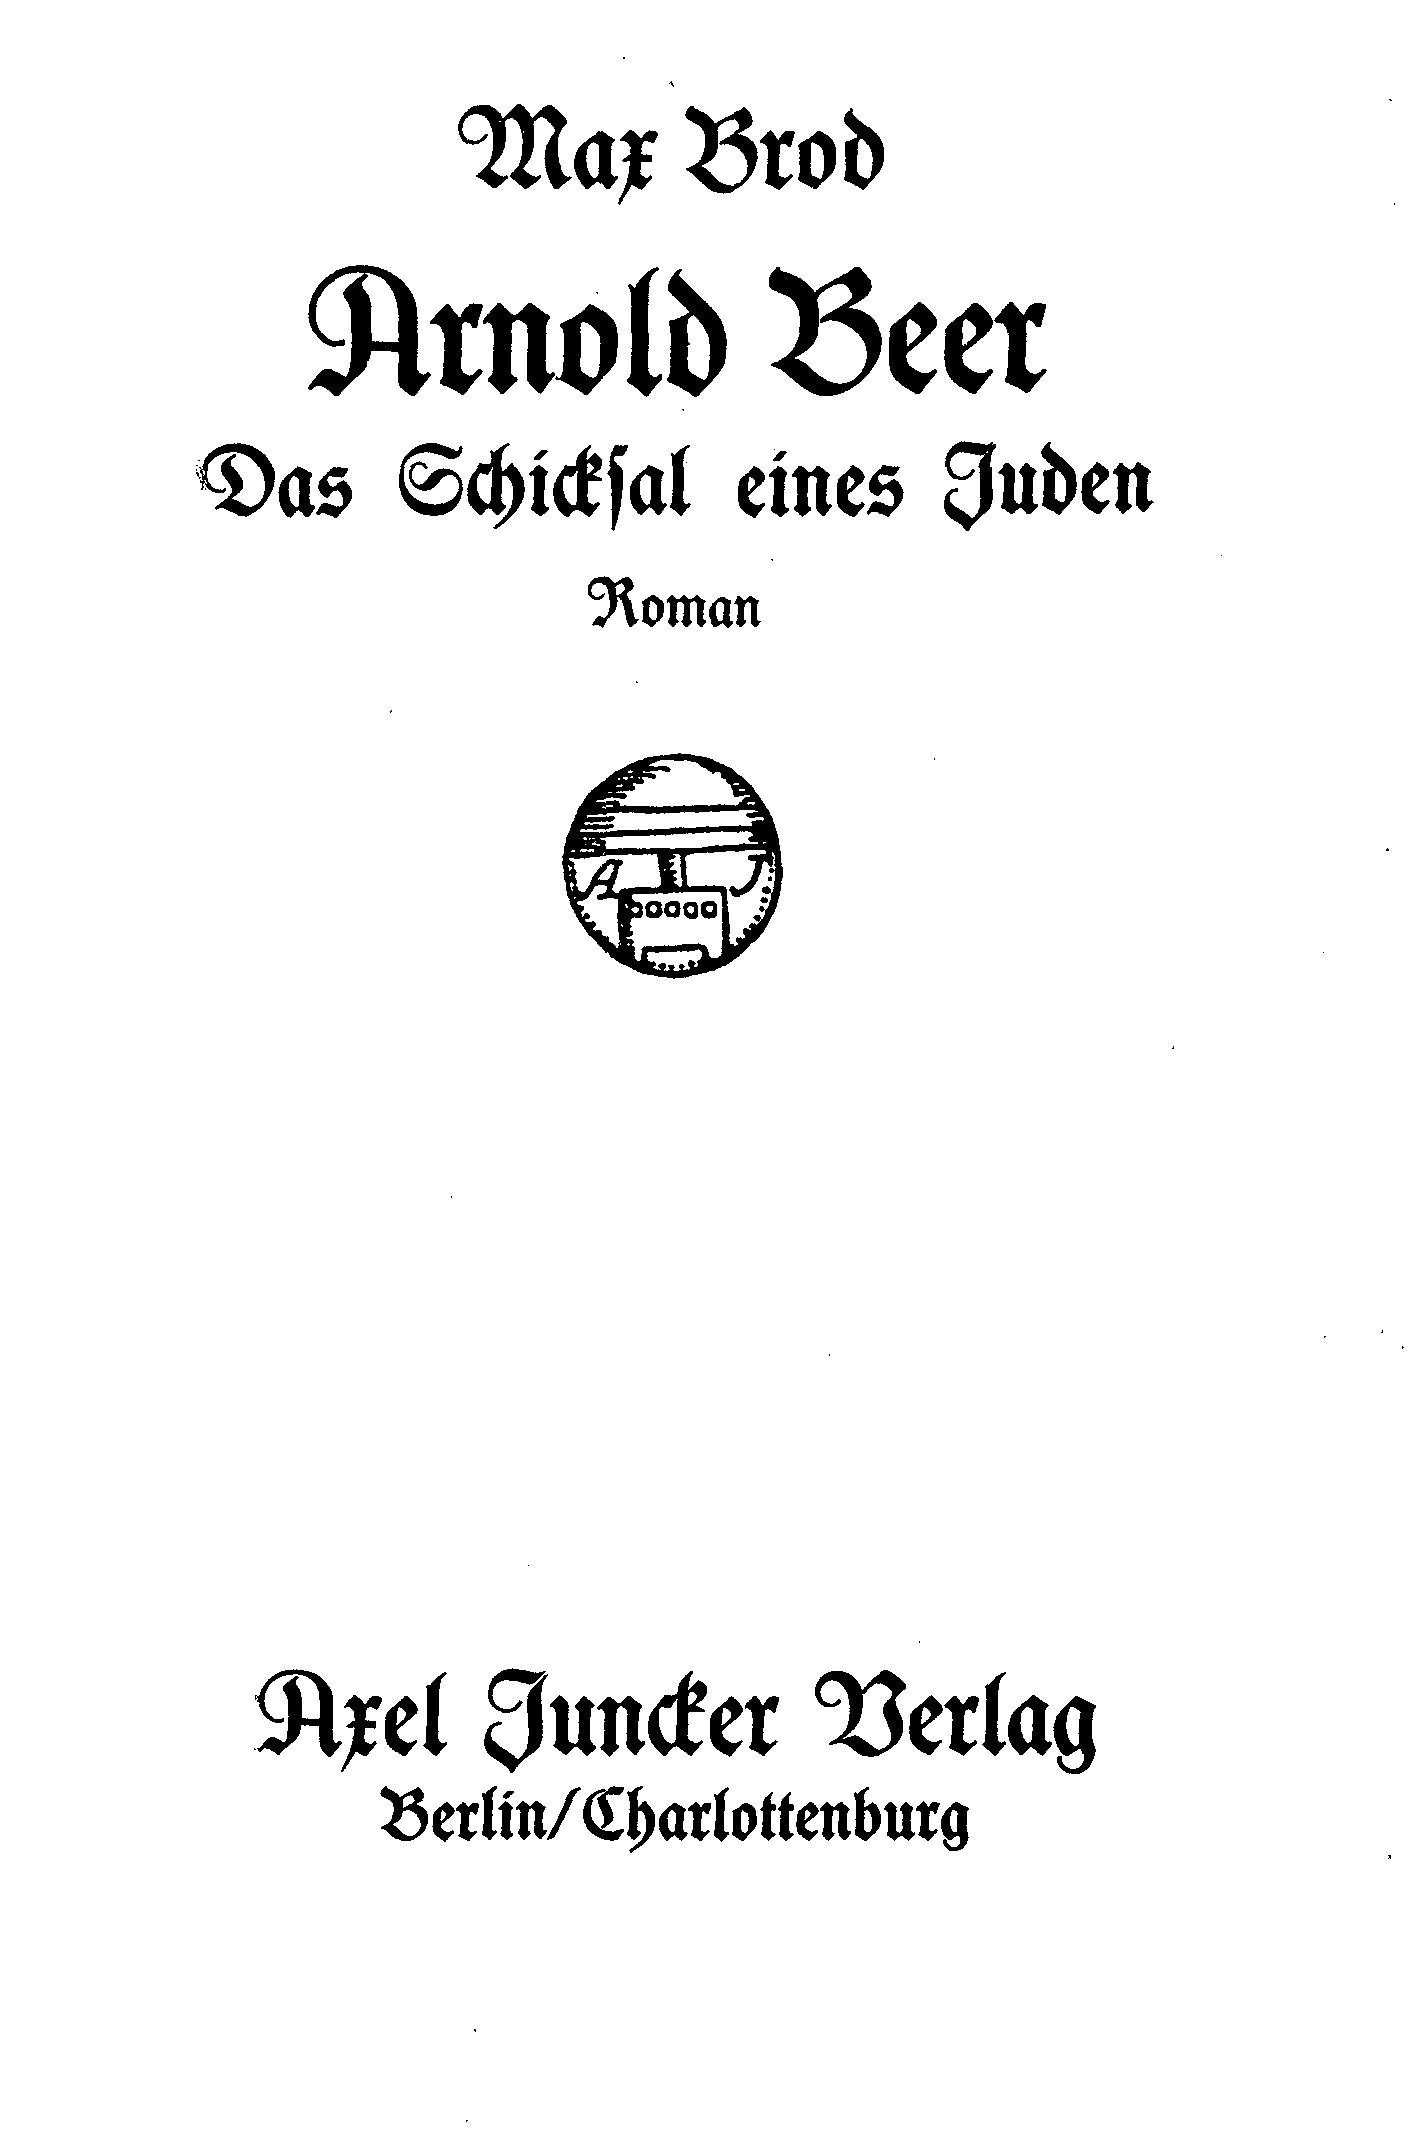 Max Brod
Arnold Beer
Das Schickſal eines Juden
Roman
A J
Axel Juncker Verlag
Berlin/Charlottenburg